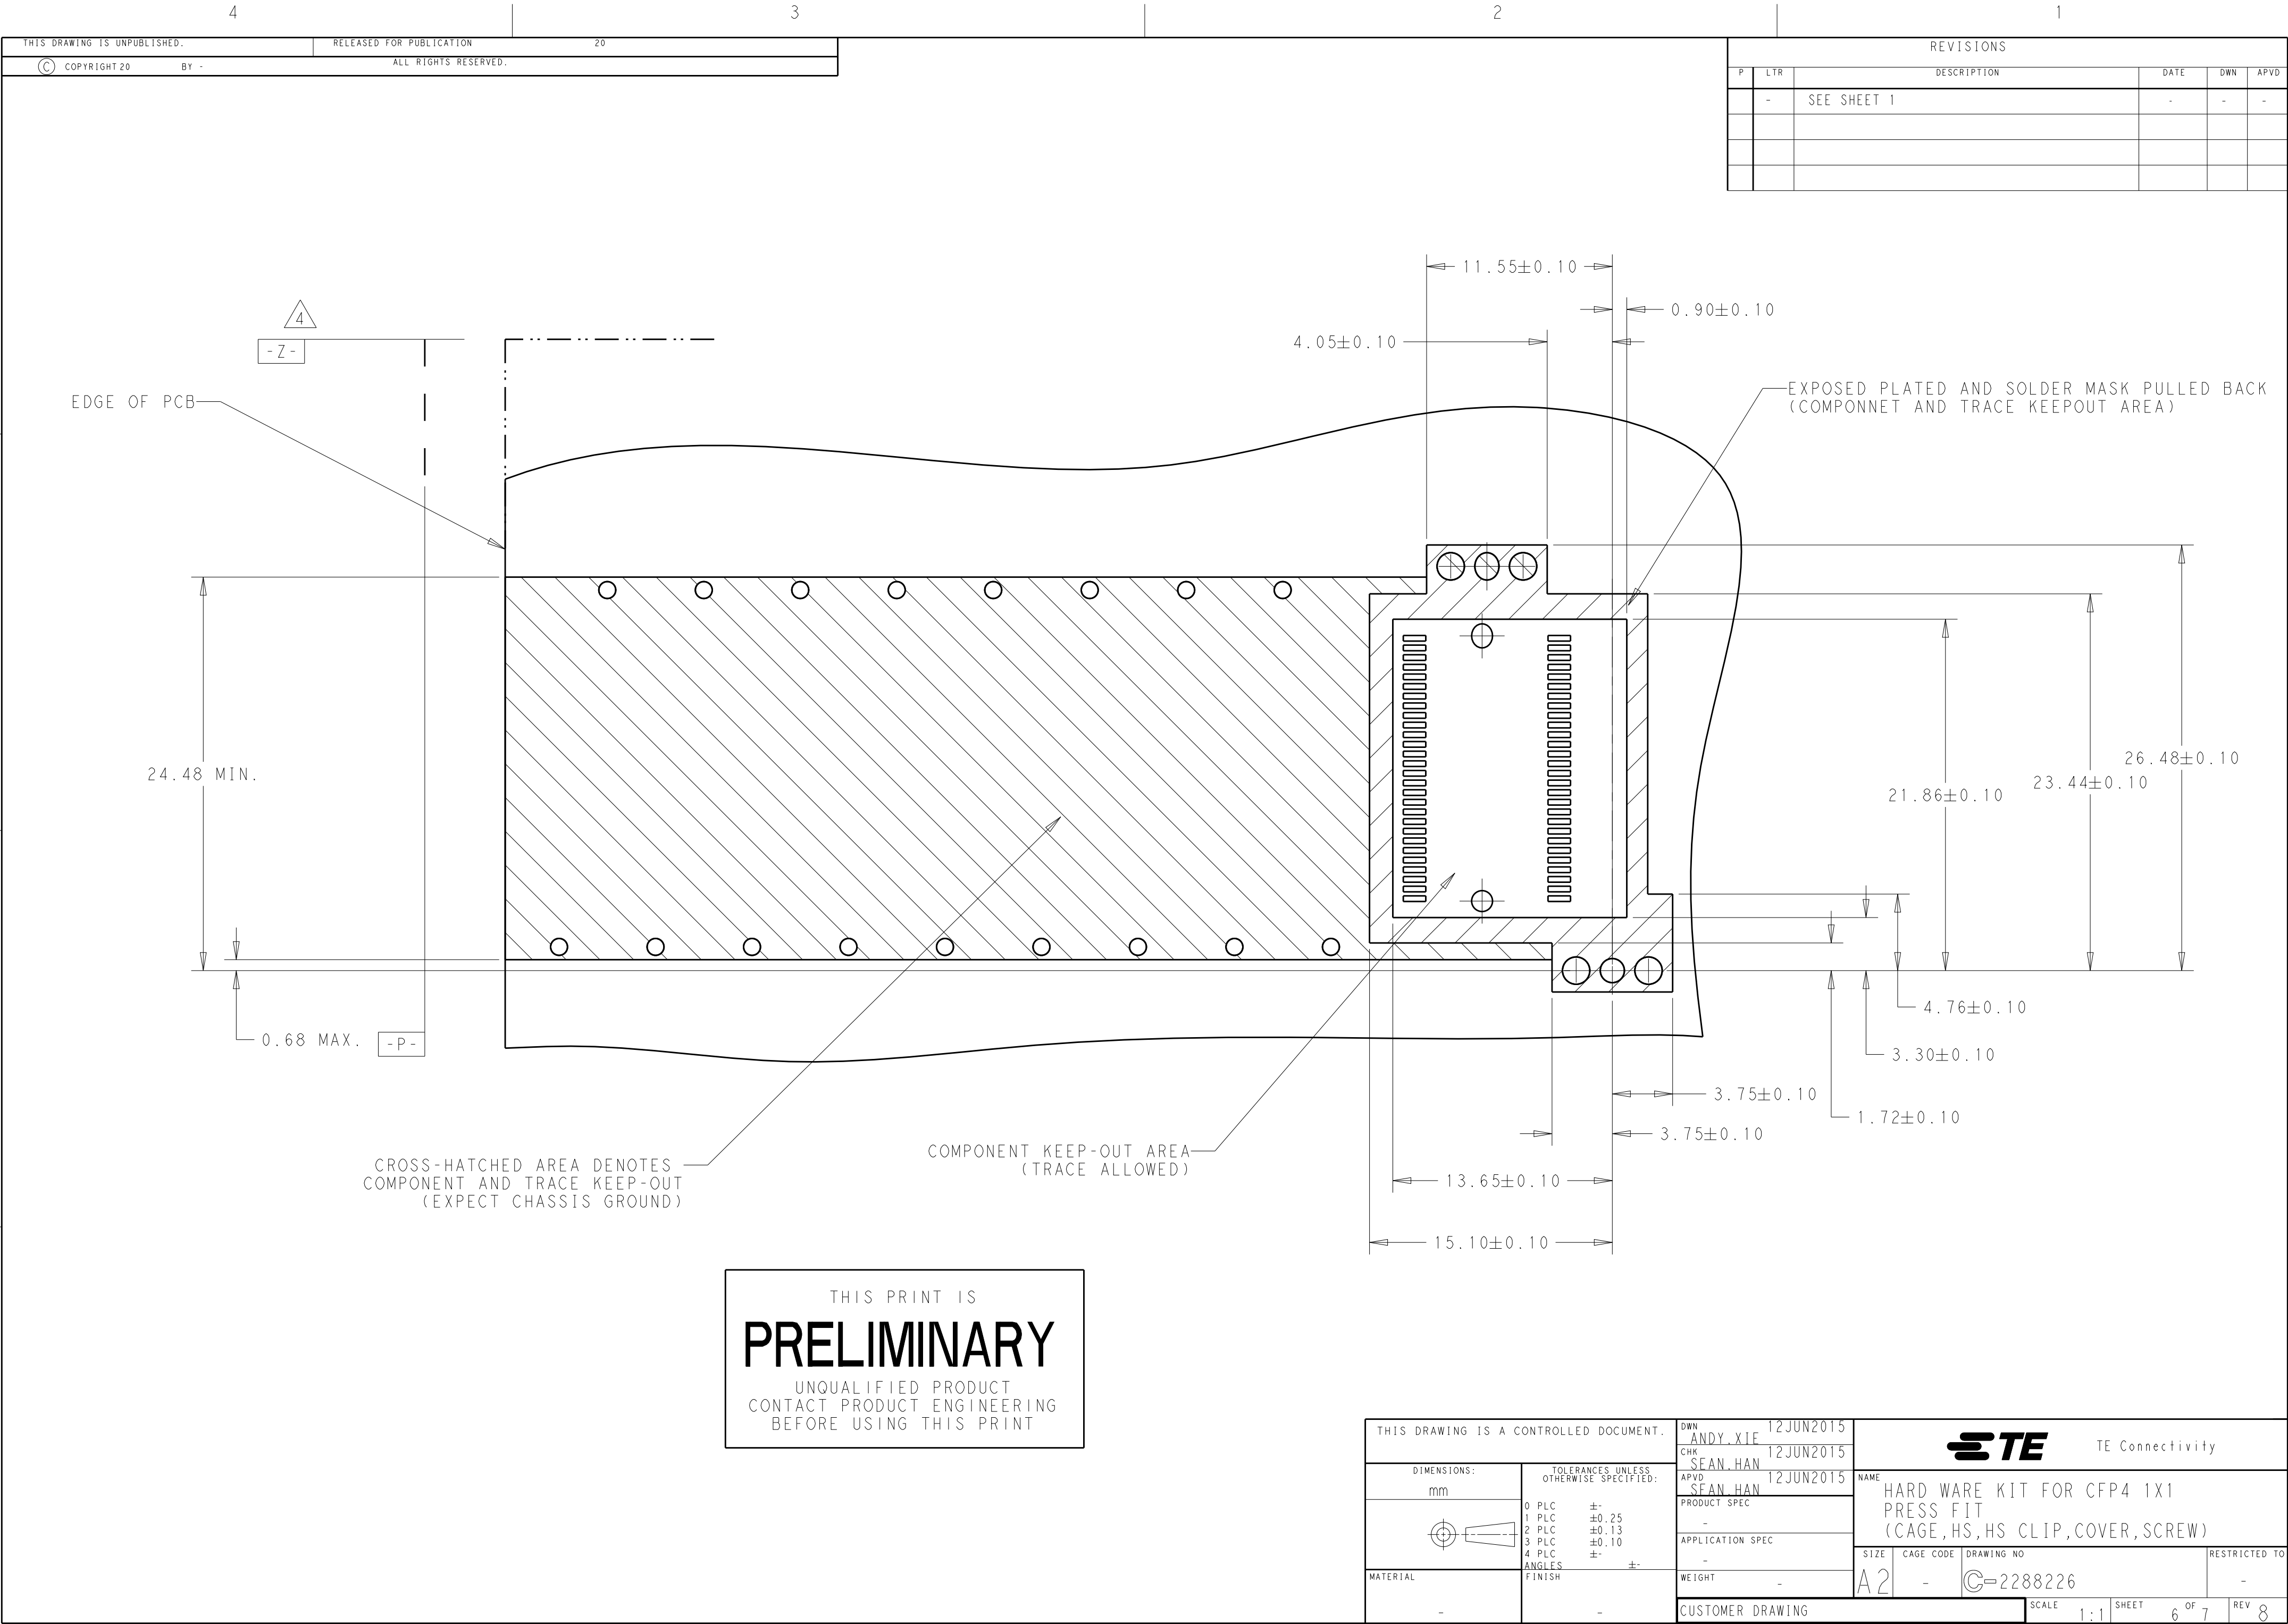 4
3
2
1
THIS DRAWING IS UNPUBLISHED.
RELEASED FOR PUBLICATION
20
C COPYRIGHT 20
BY -
ALL RIGHTS RESERVED.
REVISIONS
P
LTR
DESCRIPTION
DATE
DWN
APVD
-
SEE SHEET 1
-
-
-
11.55±0.10
0.90±0.10
4
4.05±0.10
-Z-
EXPOSED PLATED AND SOLDER MASK PULLED BACK
(COMPONNET AND TRACE KEEPOUT AREA)
EDGE OF PCB
24.48 MIN.
26.48±0.10
23.44±0.10
21.86±0.10
4.76±0.10
0.68 MAX.
-P-
3.30±0.10
3.75±0.10
1.72±0.10
3.75±0.10
COMPONENT KEEP-OUT AREA
(TRACE ALLOWED)
CROSS-HATCHED AREA DENOTES
COMPONENT AND TRACE KEEP-OUT
(EXPECT CHASSIS GROUND)
13.65±0.10
15.10±0.10
THIS PRINT IS
PRELIMINARY
UNQUALIFIED PRODUCT
CONTACT PRODUCT ENGINEERING
BEFORE USING THIS PRINT
THIS DRAWING IS A CONTROLLED DOCUMENT.
DWN
12JUN2015
ANDY.XIE
CHK
12JUN2015
SEAN.HAN
APVD
12JUN2015
SEAN.HAN
PRODUCT SPEC
-
APPLICATION SPEC
-
WEIGHT
-
DIMENSIONS:
mm
TOLERANCES UNLESS
OTHERWISE SPECIFIED:
0 PLC ±-
1 PLC ±0.25
2 PLC ±0.13
3 PLC ±0.10
4 PLC ±-
ANGLES ±-
MATERIAL
-
FINISH
-
TE
TE Connectivity
NAME
HARD WARE KIT FOR CFP4 1X1
PRESS FIT
(CAGE,HS,HS CLIP,COVER,SCREW)
SIZE
A2
CAGE CODE
-
DRAWING NO
C-2288226
RESTRICTED TO
-
CUSTOMER DRAWING
SCALE 1:1
SHEET 6 OF 7
REV 8